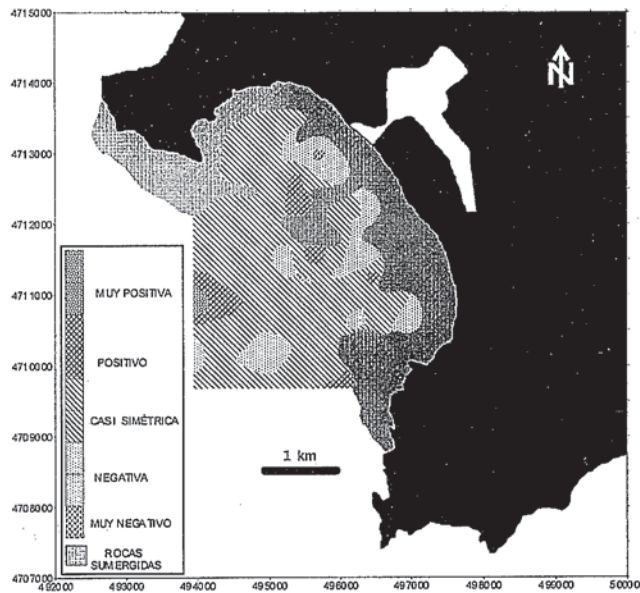 4715000
4714000
4713000
4712000
4711000
4710000
4709000
4708000
4707000
N
MUY POSITIVA
POSITIVO
CASI SIMÉTRICA
NEGATIVA
MUY NEGATIVO
ROCAS
SUMERGIDAS
1 km
492000 493000 494000 495000 496000 497000 498000 499000 50000